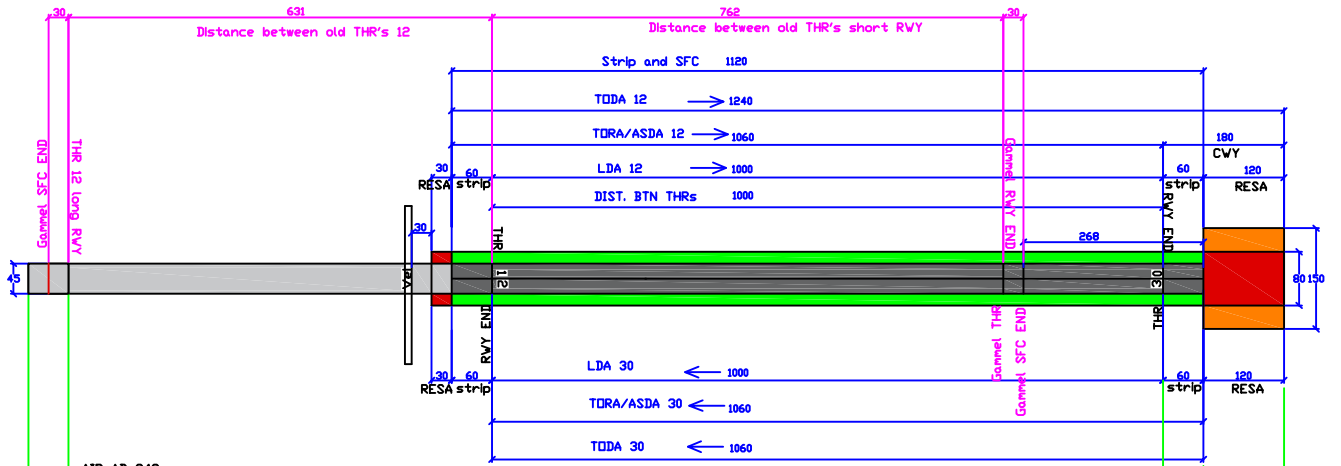 30 631 762 30
Distance between old THR's 12
Distance between old THR's short RWY
Strip and SFC 1120
TODA 12 1240
TORA/ASDA 12 1060
180
CWY
LDA 12 1000
30 60
RESA strip
60 120
strip RESA
DIST. BTN THRs 1000
Gammel SFC END
THR 12 long RWY
Gammel RWY END
RWY END
30
268
THR
45
12
30
80 150
RWY END
THR
Gammel THR
Gammel SFC END
LDA 30 1000
30 60
RESA strip
60 120
strip RESA
TORA/ASDA 30 1060
TODA 30 1060